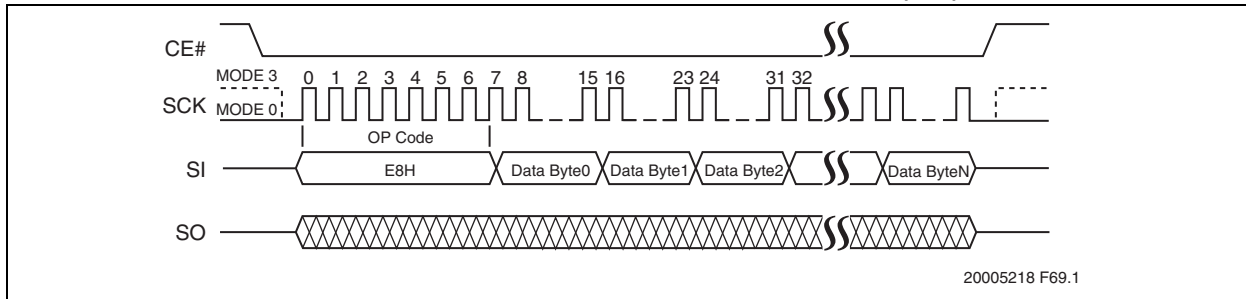 CE#
MODE 3
0 1 2 3 4 5 6 7 8 15 16 23 24 31 32
SCK
MODE 0
OP Code
SI
E8H
Data Byte0
Data Byte1
Data Byte2
Data ByteN
SO
20005218 F69.1